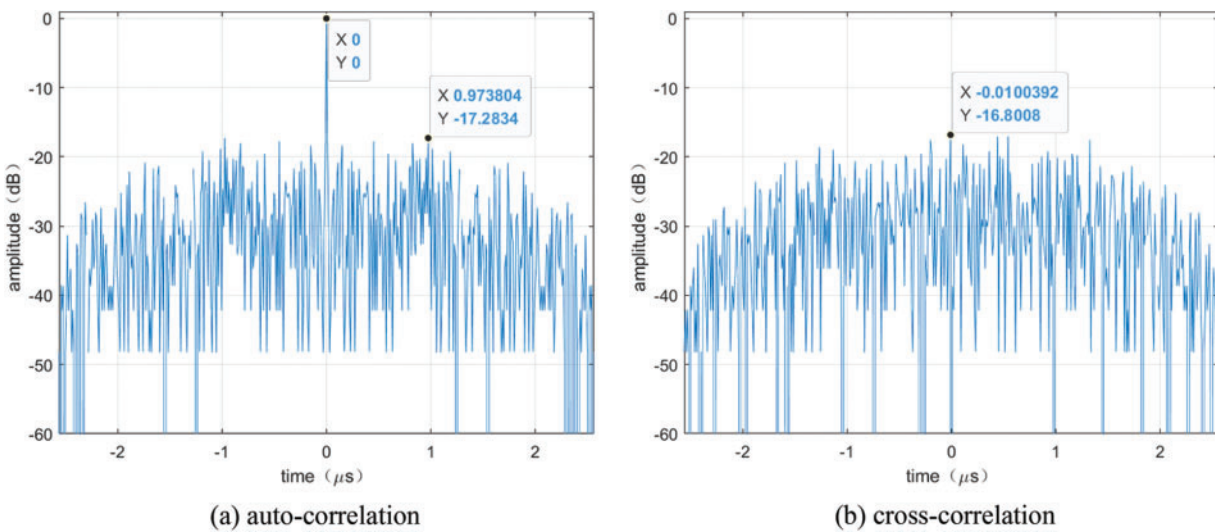 0
-10
-20
-30
-40
-50
-60
amplitude (dB)
X 0
Y 0
X 0.973804
Y -17.2834
-2
-1
0
1
2
time（μs）
(a) auto-correlation
0
-10
-20
-30
-40
-50
-60
amplitude (dB)
X -0.0100392
Y -16.8008
-2
-1
0
1
2
time（μs）
(b) cross-correlation